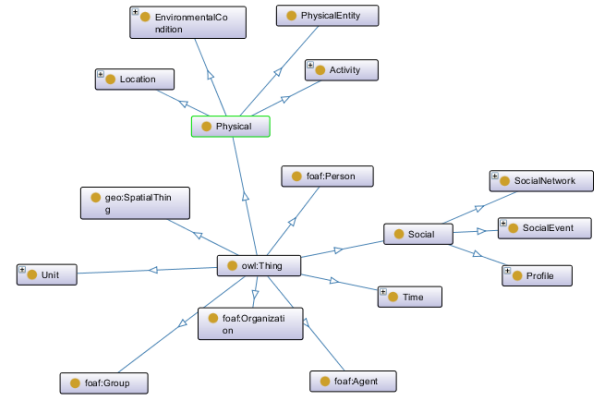 EnvironmentalCo
ndition
PhysicalEntity
Location
Activity
Physical
foaf:Person
geo:SpatialThin
g
SocialNetwork
Social
SocialEvent
owl:Thing
Unit
Profile
Time
foaf:Organizati
on
foaf:Group
foaf:Agent